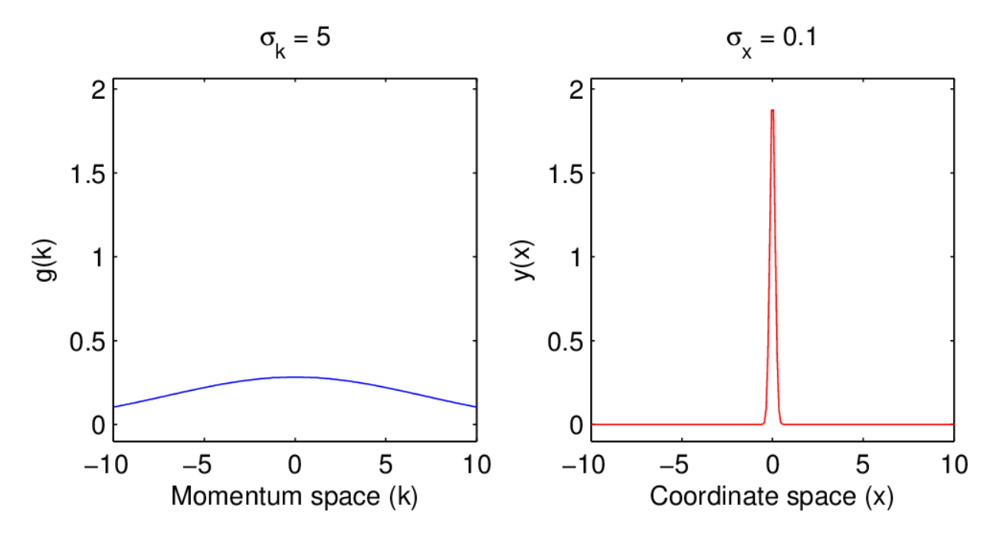 σk = 5
2
1.5
1
0.5
0
g(k)
−10 −5 0 5 10
Momentum space (k)
σx = 0.1
2
1.5
1
0.5
0
y(x)
−10 −5 0 5 10
Coordinate space (x)